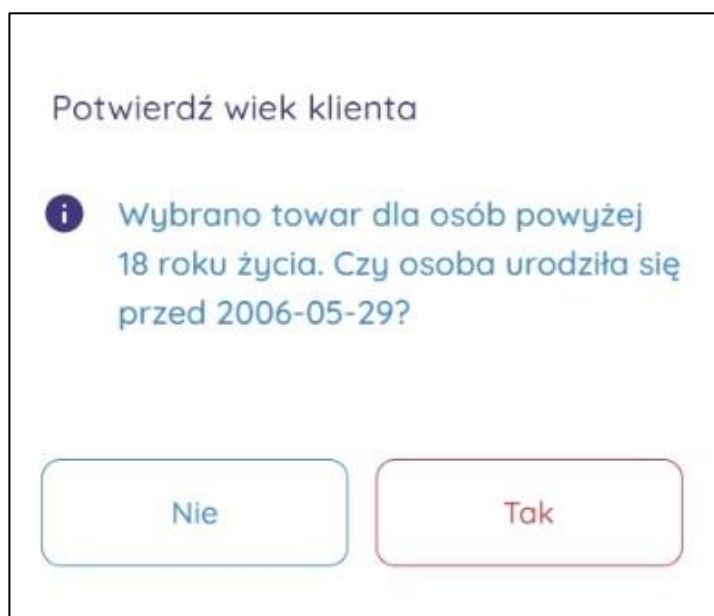 Potwierdź wiek klienta
Wybrano towar dla osób powyżej
18 roku życia. Czy osoba urodziła się
przed 2006-05-29?
Nie
Tak